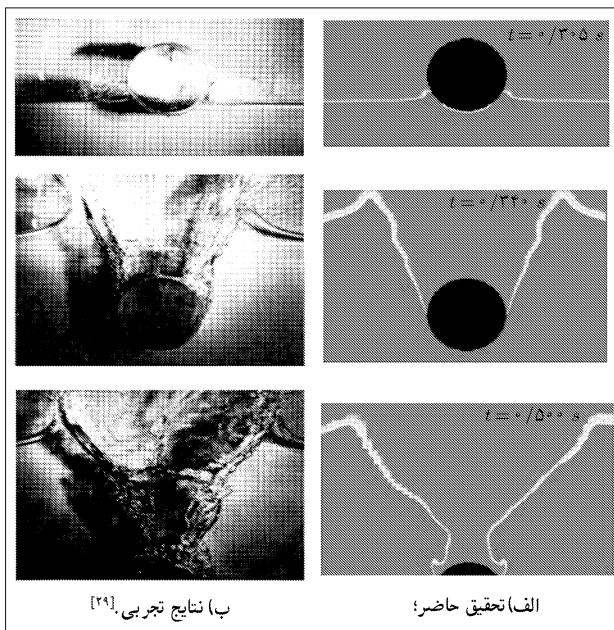 t = ۰/۳۰۵ s
t = ۰/۳۴۰ s
t = ۰/۵۰۰ s
الف) تحقیق حاضر؛
ب) نتایج تجربی.[۲۹]